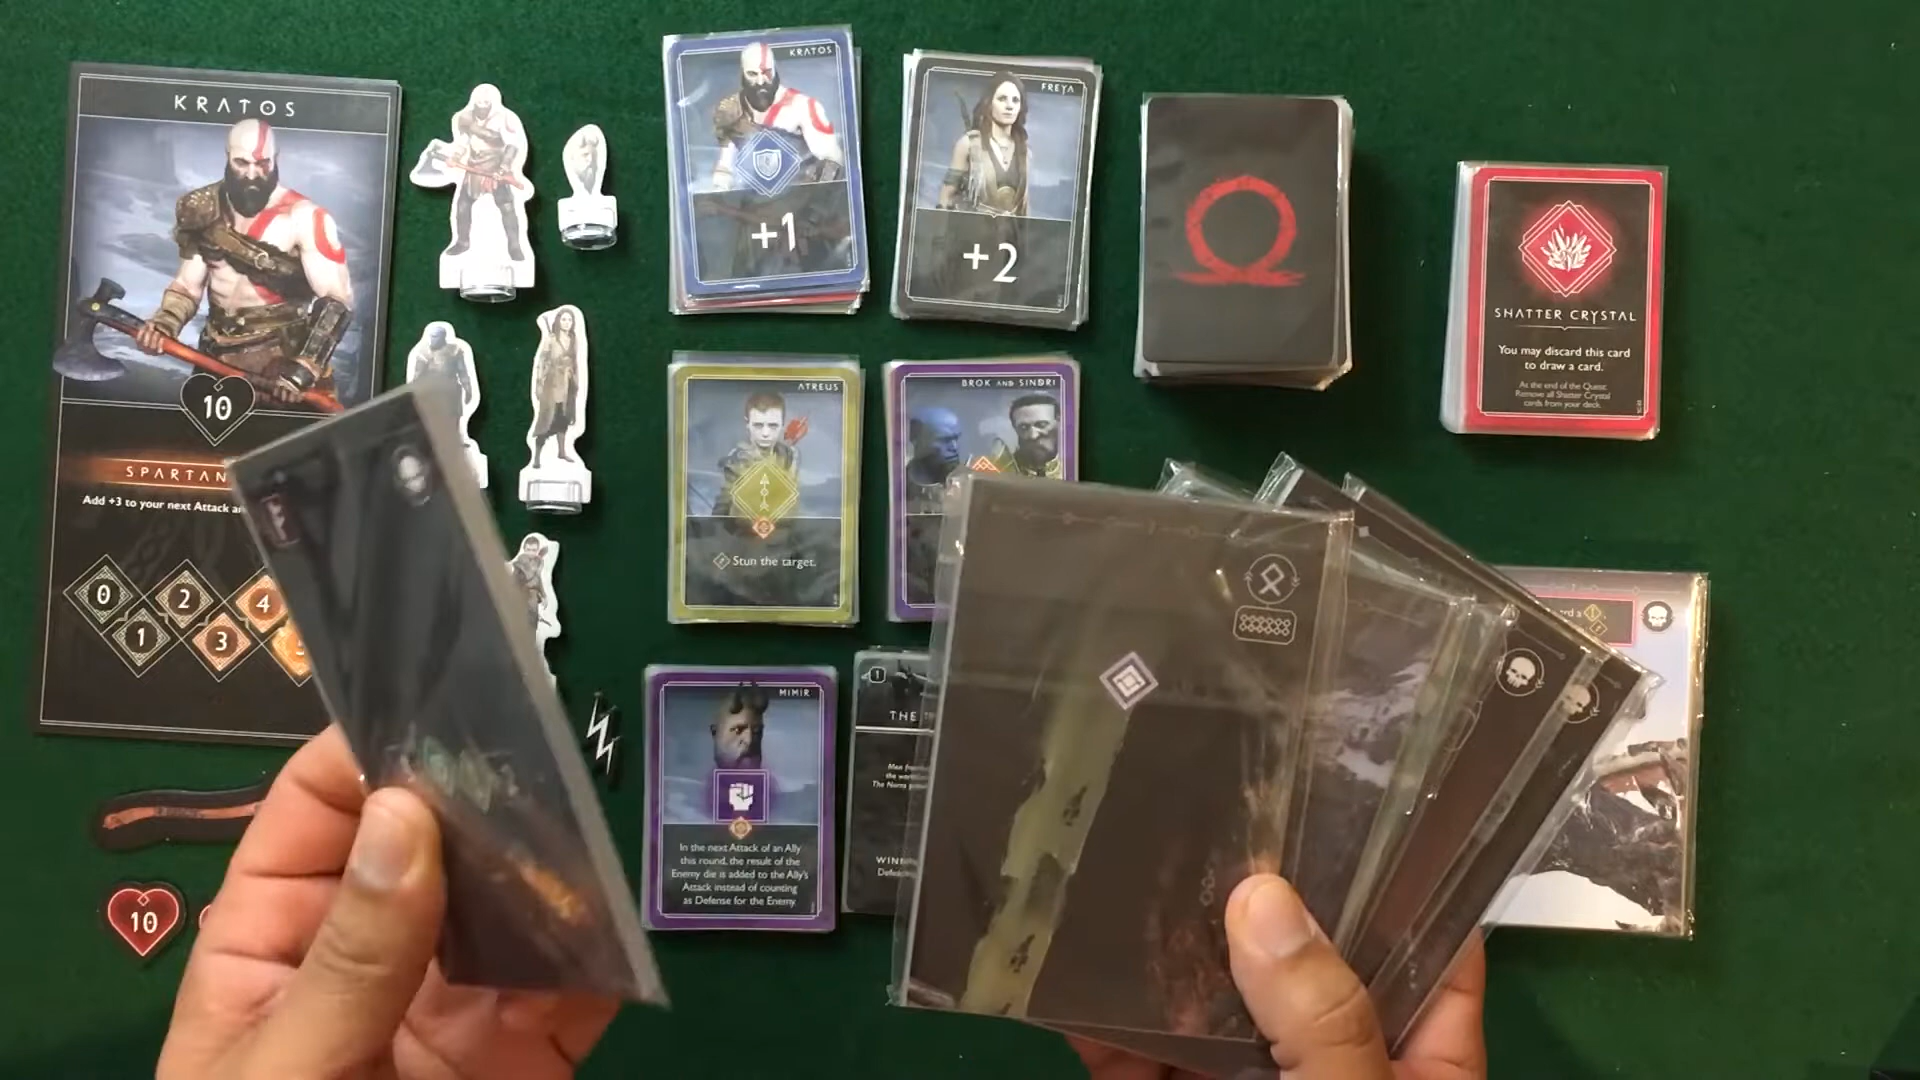 KRATOS
10
SPARTAN
Add +3 to your next Attack
0
2
4
1
3
10
KRATOS
+1
FREYA
+2
SHATTER CRYSTAL
You may discard this card
to draw a card.
As the end of the Quest
Remove all Shatter Crystal
cards from your deck.
ATREUS
Stun the target.
BROK AND SINDRI
MIMIR
In the next Attack of an Ally
this round, the result of the
Enemy die is added to the Ally's
Attack instead of counting
as Defense for the Enemy
1
THE